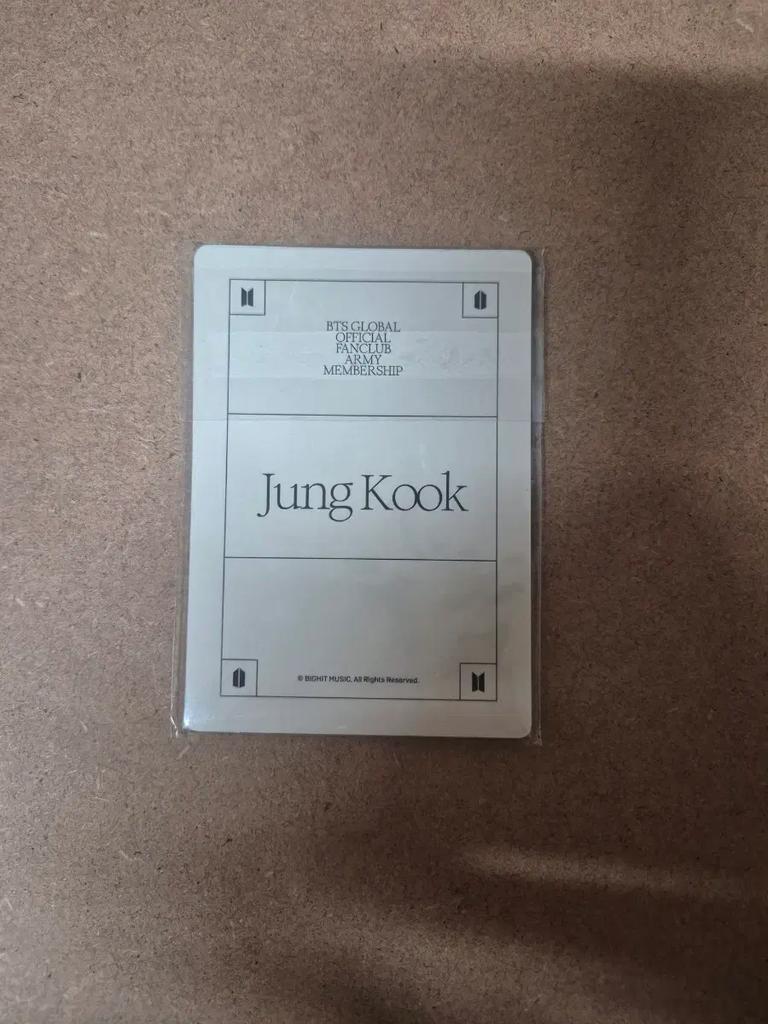 BTS GLOBAL
OFFICIAL
FANCLUB
ARMY
MEMBERSHIP
Jung Kook
© BIGHIT MUSIC. All Rights Reserved.